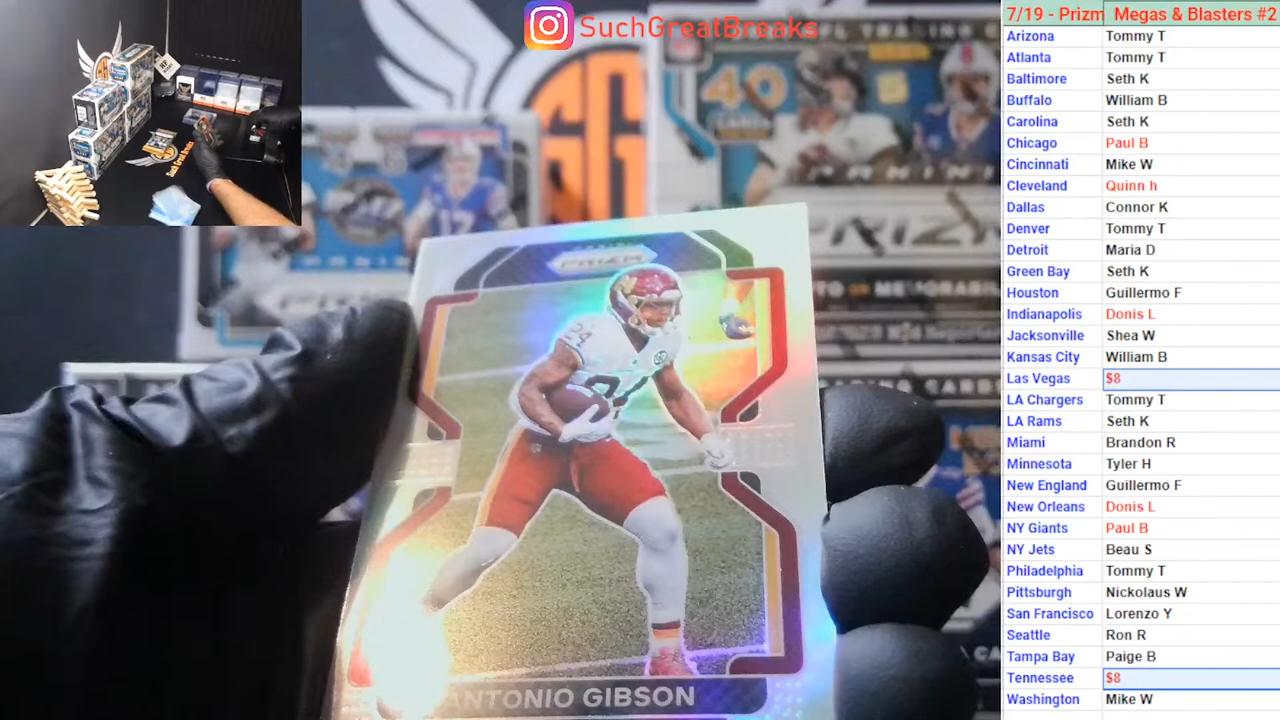 SuchGreatBreaks
7/19 - Prizm Megas & Blasters #2
Arizona Tommy T
Atlanta Tommy T
Baltimore Seth K
Buffalo William B
Carolina Seth K
Chicago Paul B
Cincinnati Mike W
Cleveland Quinn h
Dallas Connor K
Denver Tommy T
Detroit Maria D
Green Bay Seth K
Houston Guillermo F
Indianapolis Donis L
Jacksonville Shea W
Kansas City William B
Las Vegas $8
LA Chargers Tommy T
LA Rams Seth K
Miami Brandon R
Minnesota Tyler H
New England Guillermo F
New Orleans Donis L
NY Giants Paul B
NY Jets Beau S
Philadelphia Tommy T
Pittsburgh Nickolaus W
San Francisco Lorenzo Y
Seattle Ron R
Tampa Bay Paige B
Tennessee $8
Washington Mike W
40
PRIZM
PRIZM
24
ANTONIO GIBSON